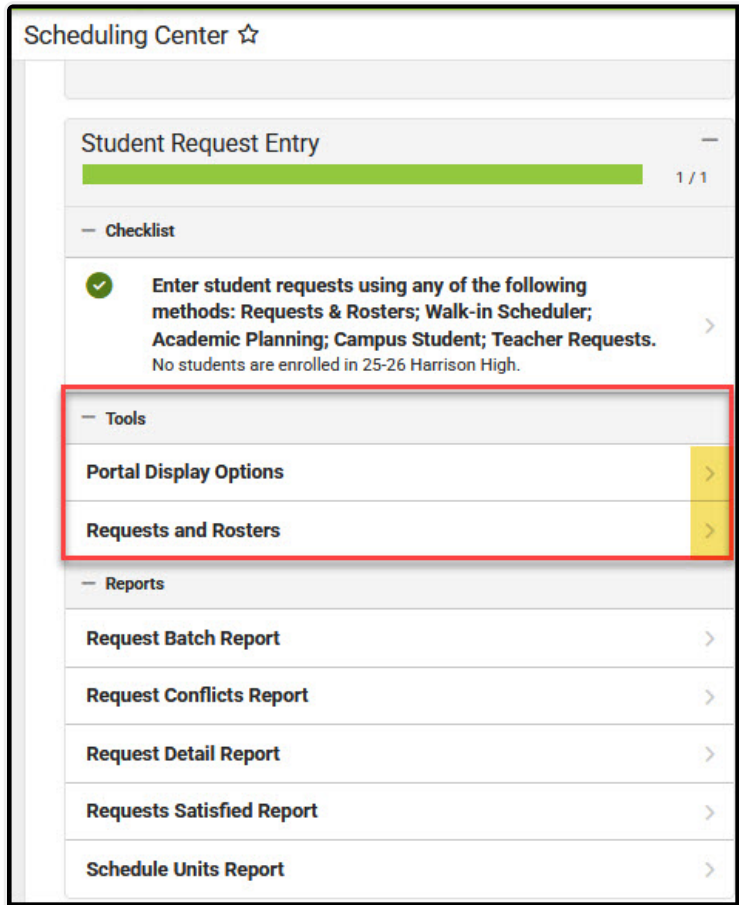 Scheduling Center
Student Request Entry
1 / 1
Checklist
Enter student requests using any of the following
methods: Requests & Rosters; Walk-in Scheduler;
Academic Planning; Campus Student; Teacher Requests.
No students are enrolled in 25-26 Harrison High.
Tools
Portal Display Options
Requests and Rosters
Reports
Request Batch Report
Request Conflicts Report
Request Detail Report
Requests Satisfied Report
Schedule Units Report